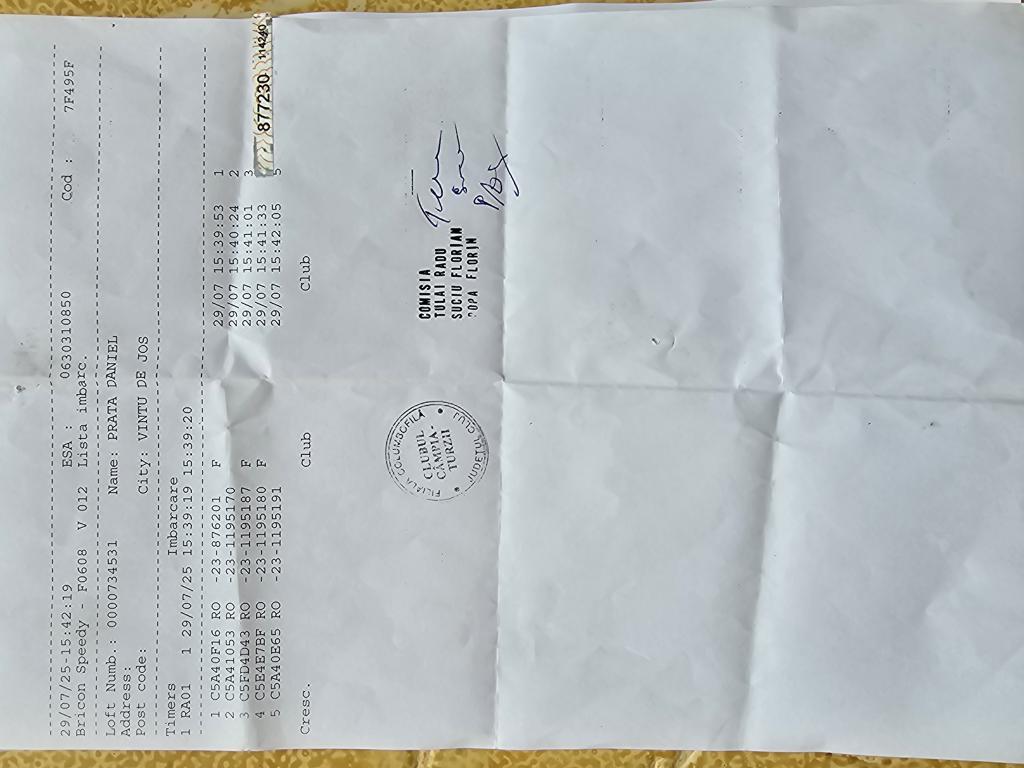 29/07/25-15:42:19 ESA : 0630310850 Cod : 7F495F
Bricon Speedy - F0608 V 012 Lista imbarc.
Loft Numb.: 0000734531 Name: PRATA DANIEL
Address:
Post code: City: VINTU DE JOS
Timers Imbarcare
1 RA01 1 29/07/25 15:39:19 15:39:20
1 C5A40F16 RO -23-876201 F 29/07 15:39:53 1
2 C5A41053 RO -23-1195170 29/07 15:40:24 2
3 C5FD4D43 RO -23-1195187 F 29/07 15:41:01 3
4 C5E4E7BF RO -23-1195180 F 29/07 15:41:33
5 C5A40E65 RO -23-1195191 29/07 15:42:05 5
877230 114240
Cresc. Club Club
COMISIA
TULAI RADU
SUCIU FLORIAN
POPA FLORIN
FILIALA COLUMBOFILA
CLUBUL
CÂMPIA-
TURZII
JUDEȚUL CLUJ